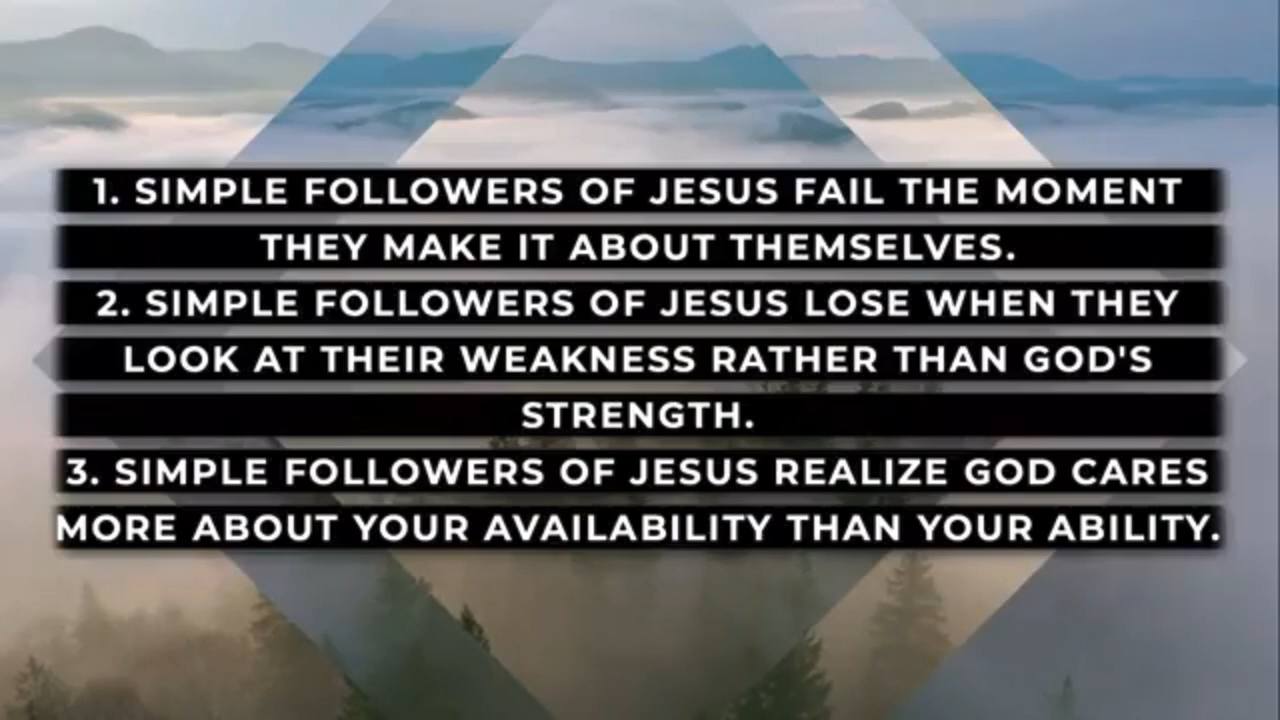 1. SIMPLE FOLLOWERS OF JESUS FAIL THE MOMENT
THEY MAKE IT ABOUT THEMSELVES.
2. SIMPLE FOLLOWERS OF JESUS LOSE WHEN THEY
LOOK AT THEIR WEAKNESS RATHER THAN GOD'S
STRENGTH.
3. SIMPLE FOLLOWERS OF JESUS REALIZE GOD CARES
MORE ABOUT YOUR AVAILABILITY THAN YOUR ABILITY.